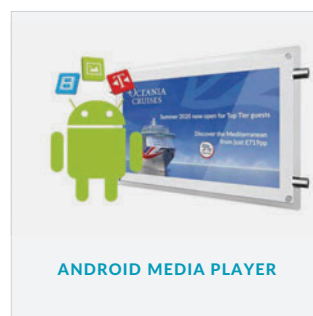 OCEANIA
CRUISES
Summer 2020 now open for Top Tier guests
Discover the Mediterranean
from just £719pp
5%
ANDROID MEDIA PLAYER